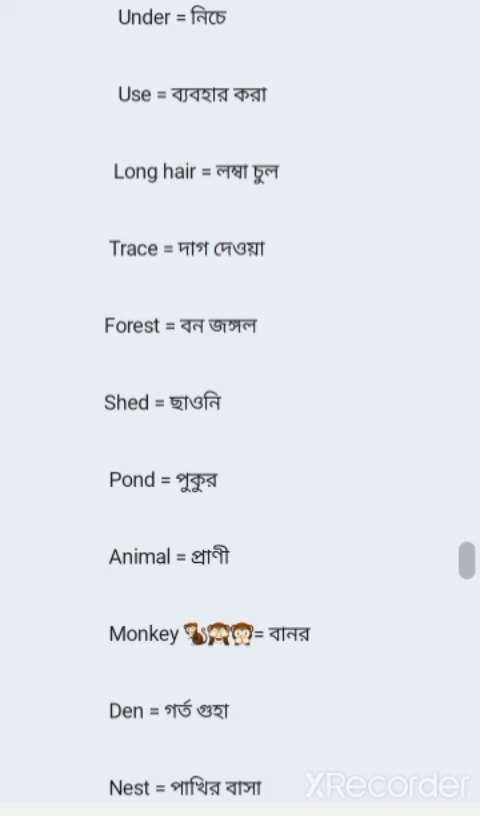 Under = নিচে
Use = ব্যবহার করা
Long hair = লম্বা চুল
Trace = দাগ দেওয়া
Forest = বন জঙ্গল
Shed = ছাওনি
Pond = পুকুর
Animal = প্রাণী
Monkey 🐒🙈🙊= বানর
Den = গর্ত গুহা
Nest = পাখির বাসা
XRecorder